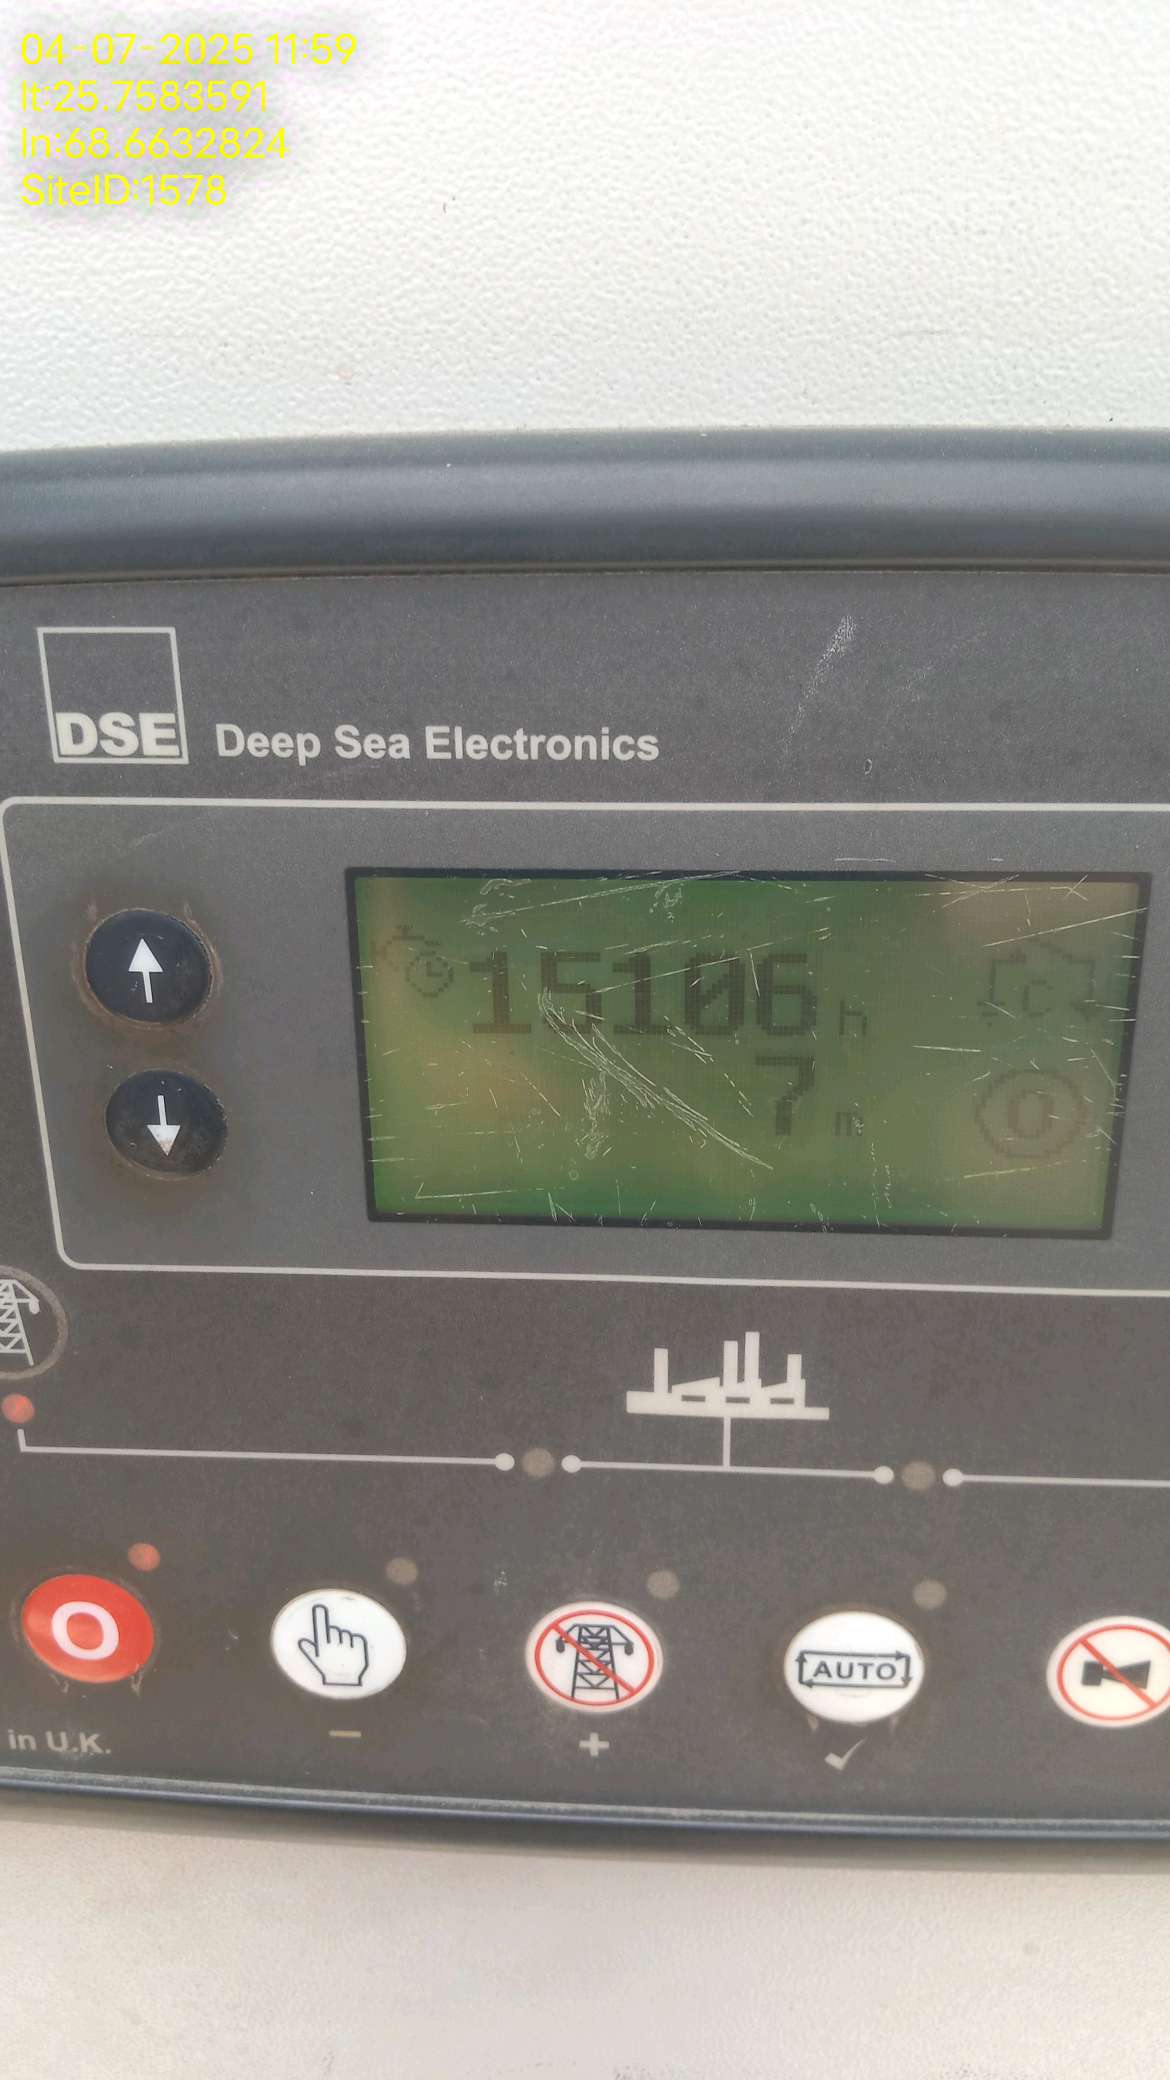 04-07-2025 11:59
lt:25.7583591
ln:68.6632824
SiteID:1578
DSE Deep Sea Electronics
15106 h
7 m
AUTO
in U.K.